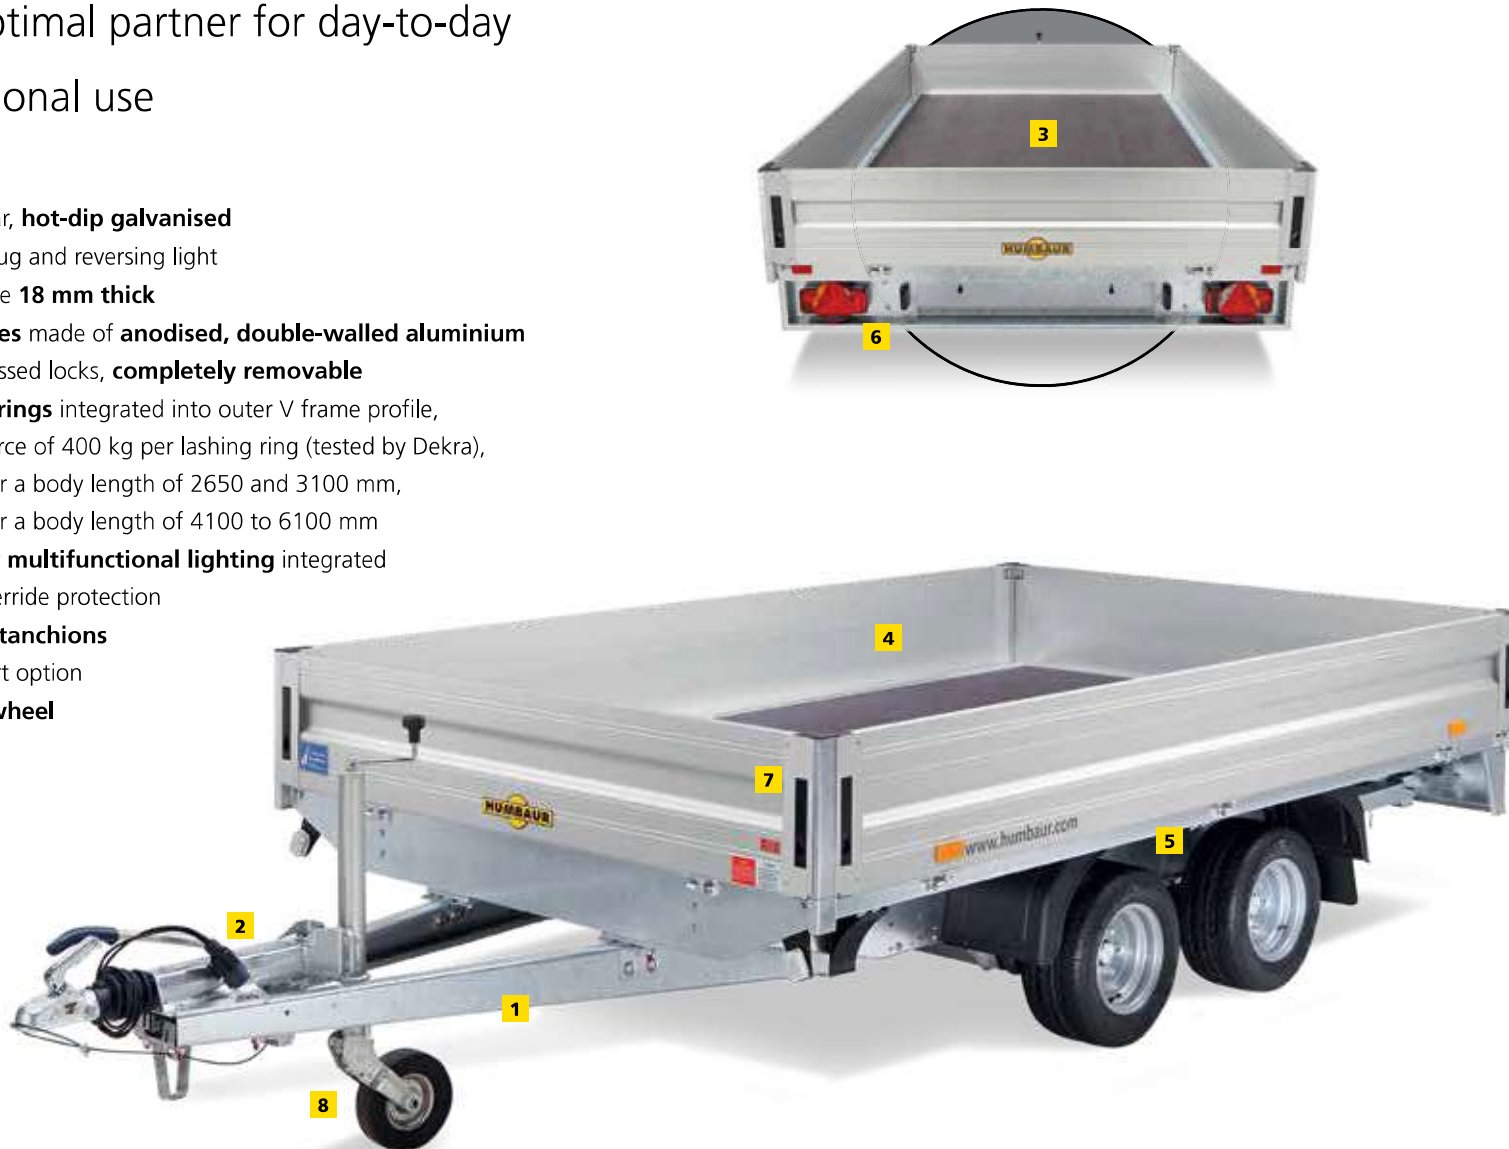 ptimal partner for day-to-day
onal use
r, hot-dip galvanised
ug and reversing light
e 18 mm thick
es made of anodised, double-walled aluminium
ssed locks, completely removable
rings integrated into outer V frame profile,
rce of 400 kg per lashing ring (tested by Dekra),
r a body length of 2650 and 3100 mm,
r a body length of 4100 to 6100 mm
multifunctional lighting integrated
erride protection
tanchions
rt option
wheel
3
HUMBAUR
6
4
7
HUMBAUR
www.humbaur.com
5
2
1
8